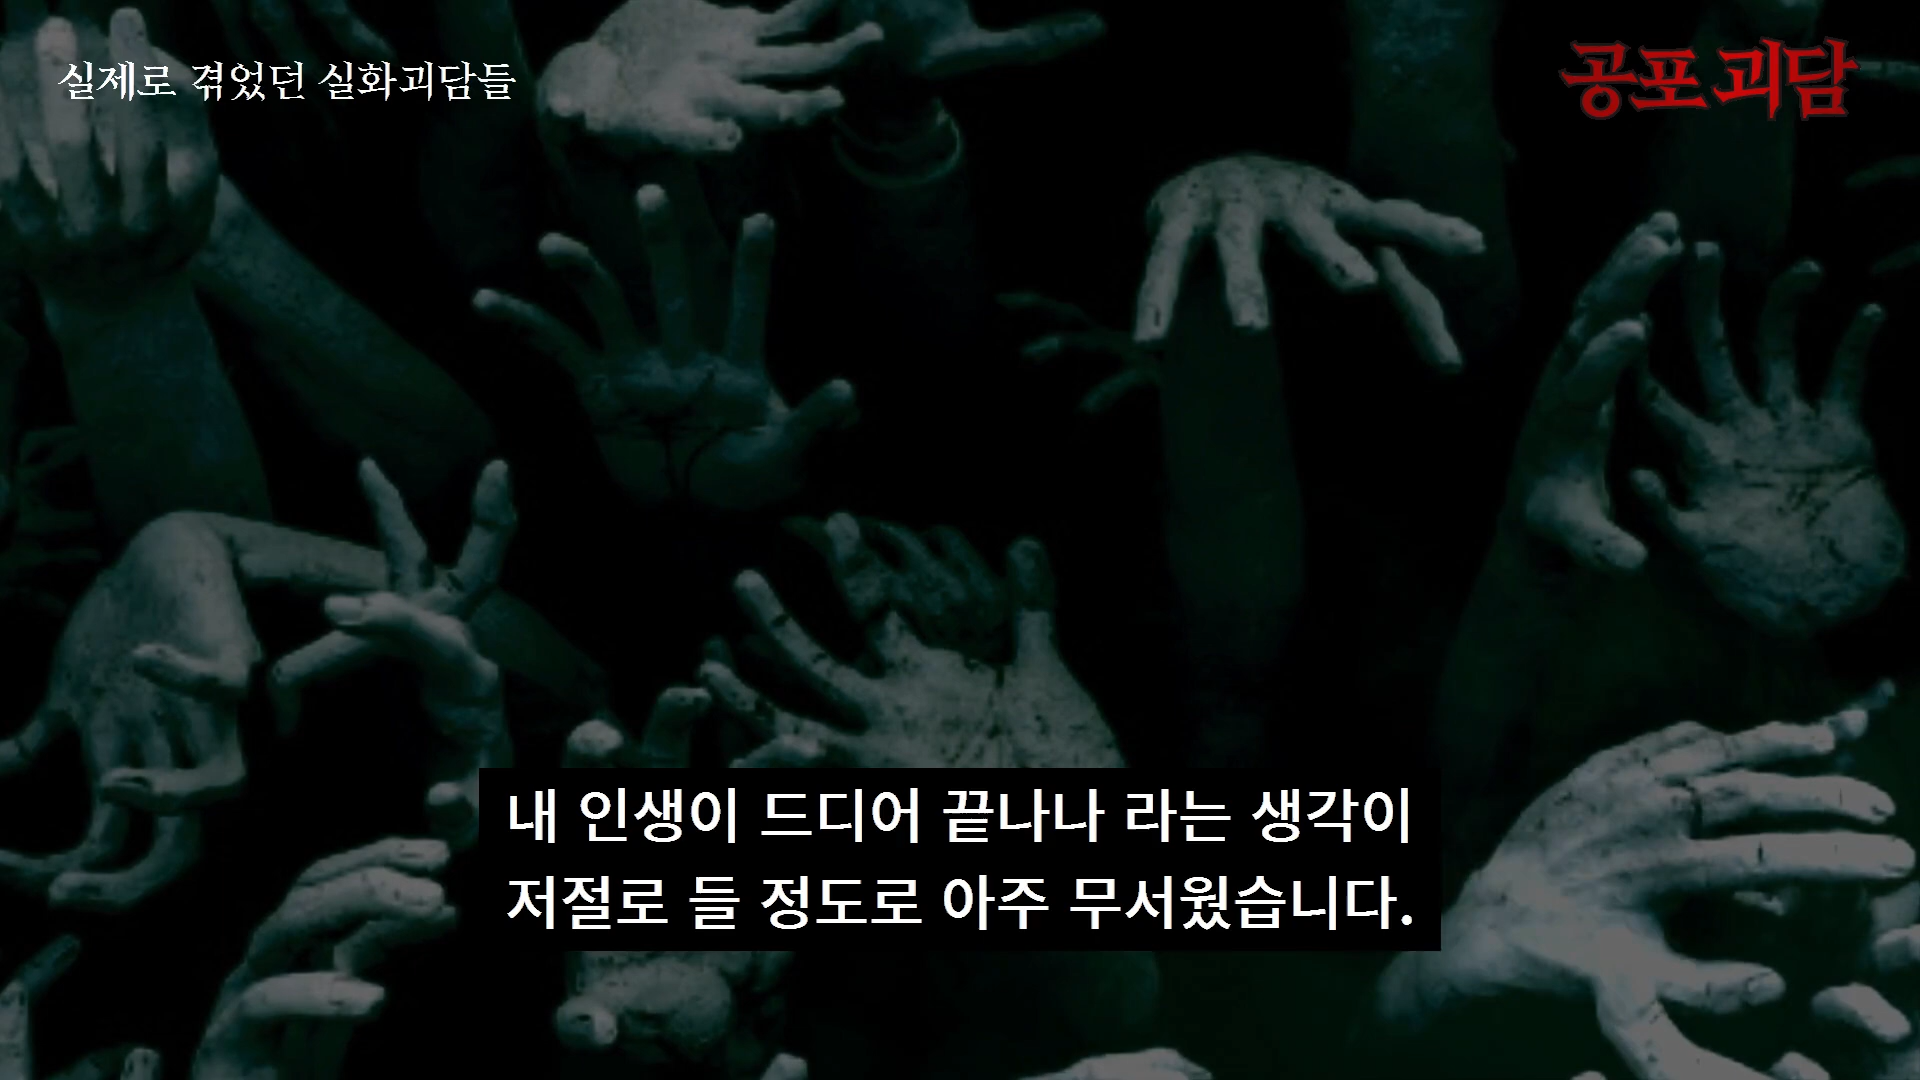 실제로 겪었던 실화괴담들
공포 괴담
내 인생이 드디어 끝나나 라는 생각이
저절로 들 정도로 아주 무서웠습니다.